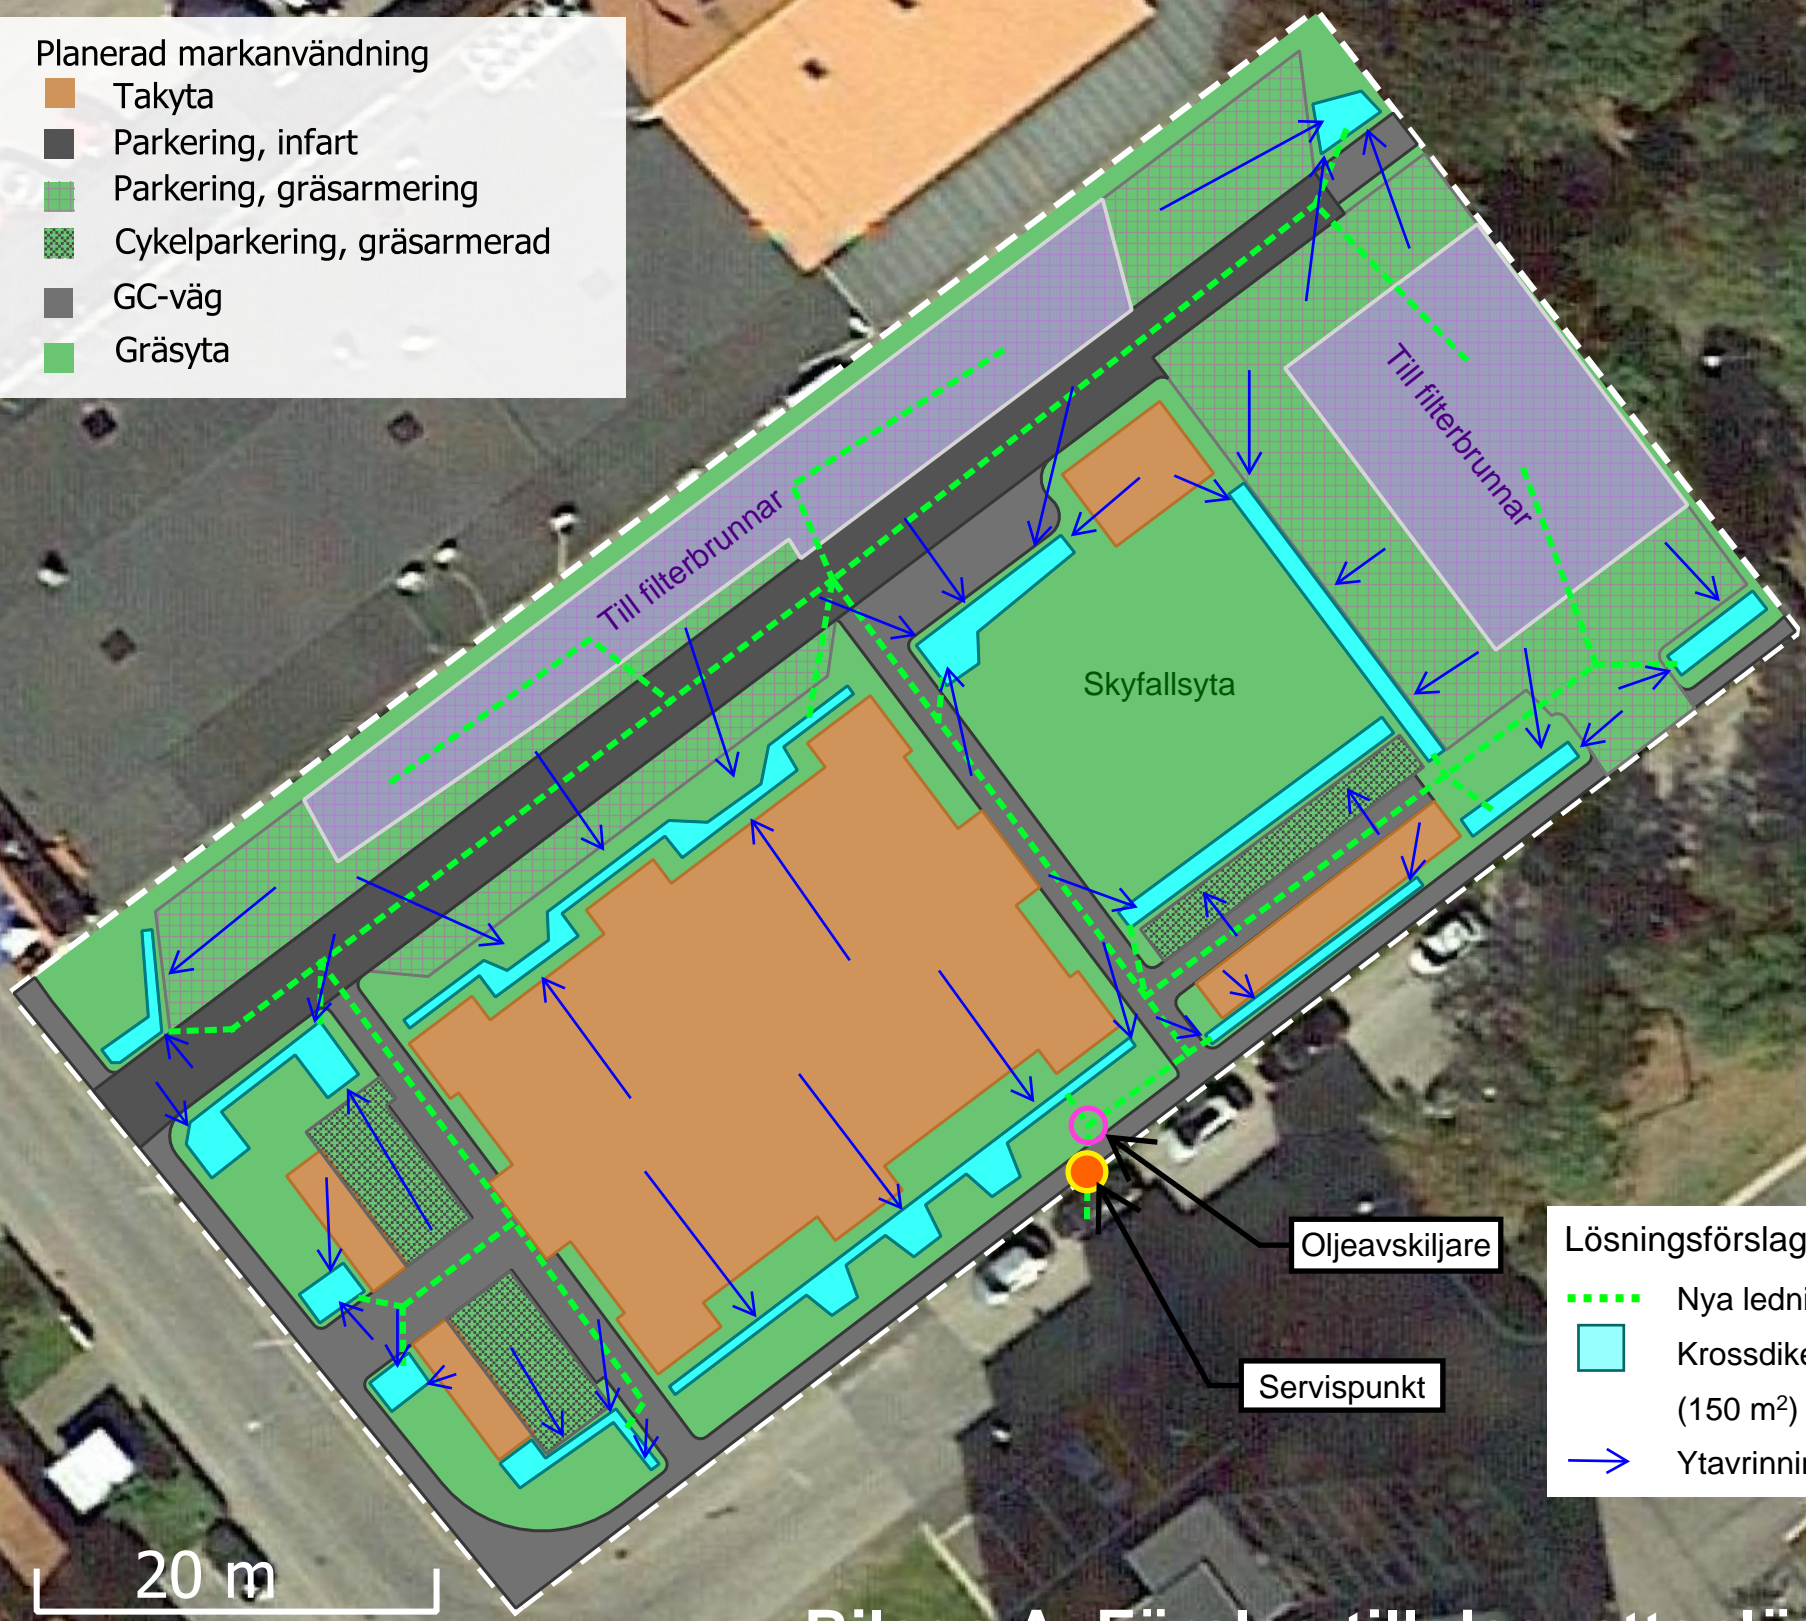 Planerad markanvändning
Takyta
Parkering, infart
Parkering, gräsarmering
Cykelparkering, gräsarmerad
GC-väg
Gräsyta
Till filterbrunnar
Till filterbrunnar
Skyfallsyta
Oljeavskiljare
Servispunkt
Lösningsförslag
Nya
(150 m²)
20 m